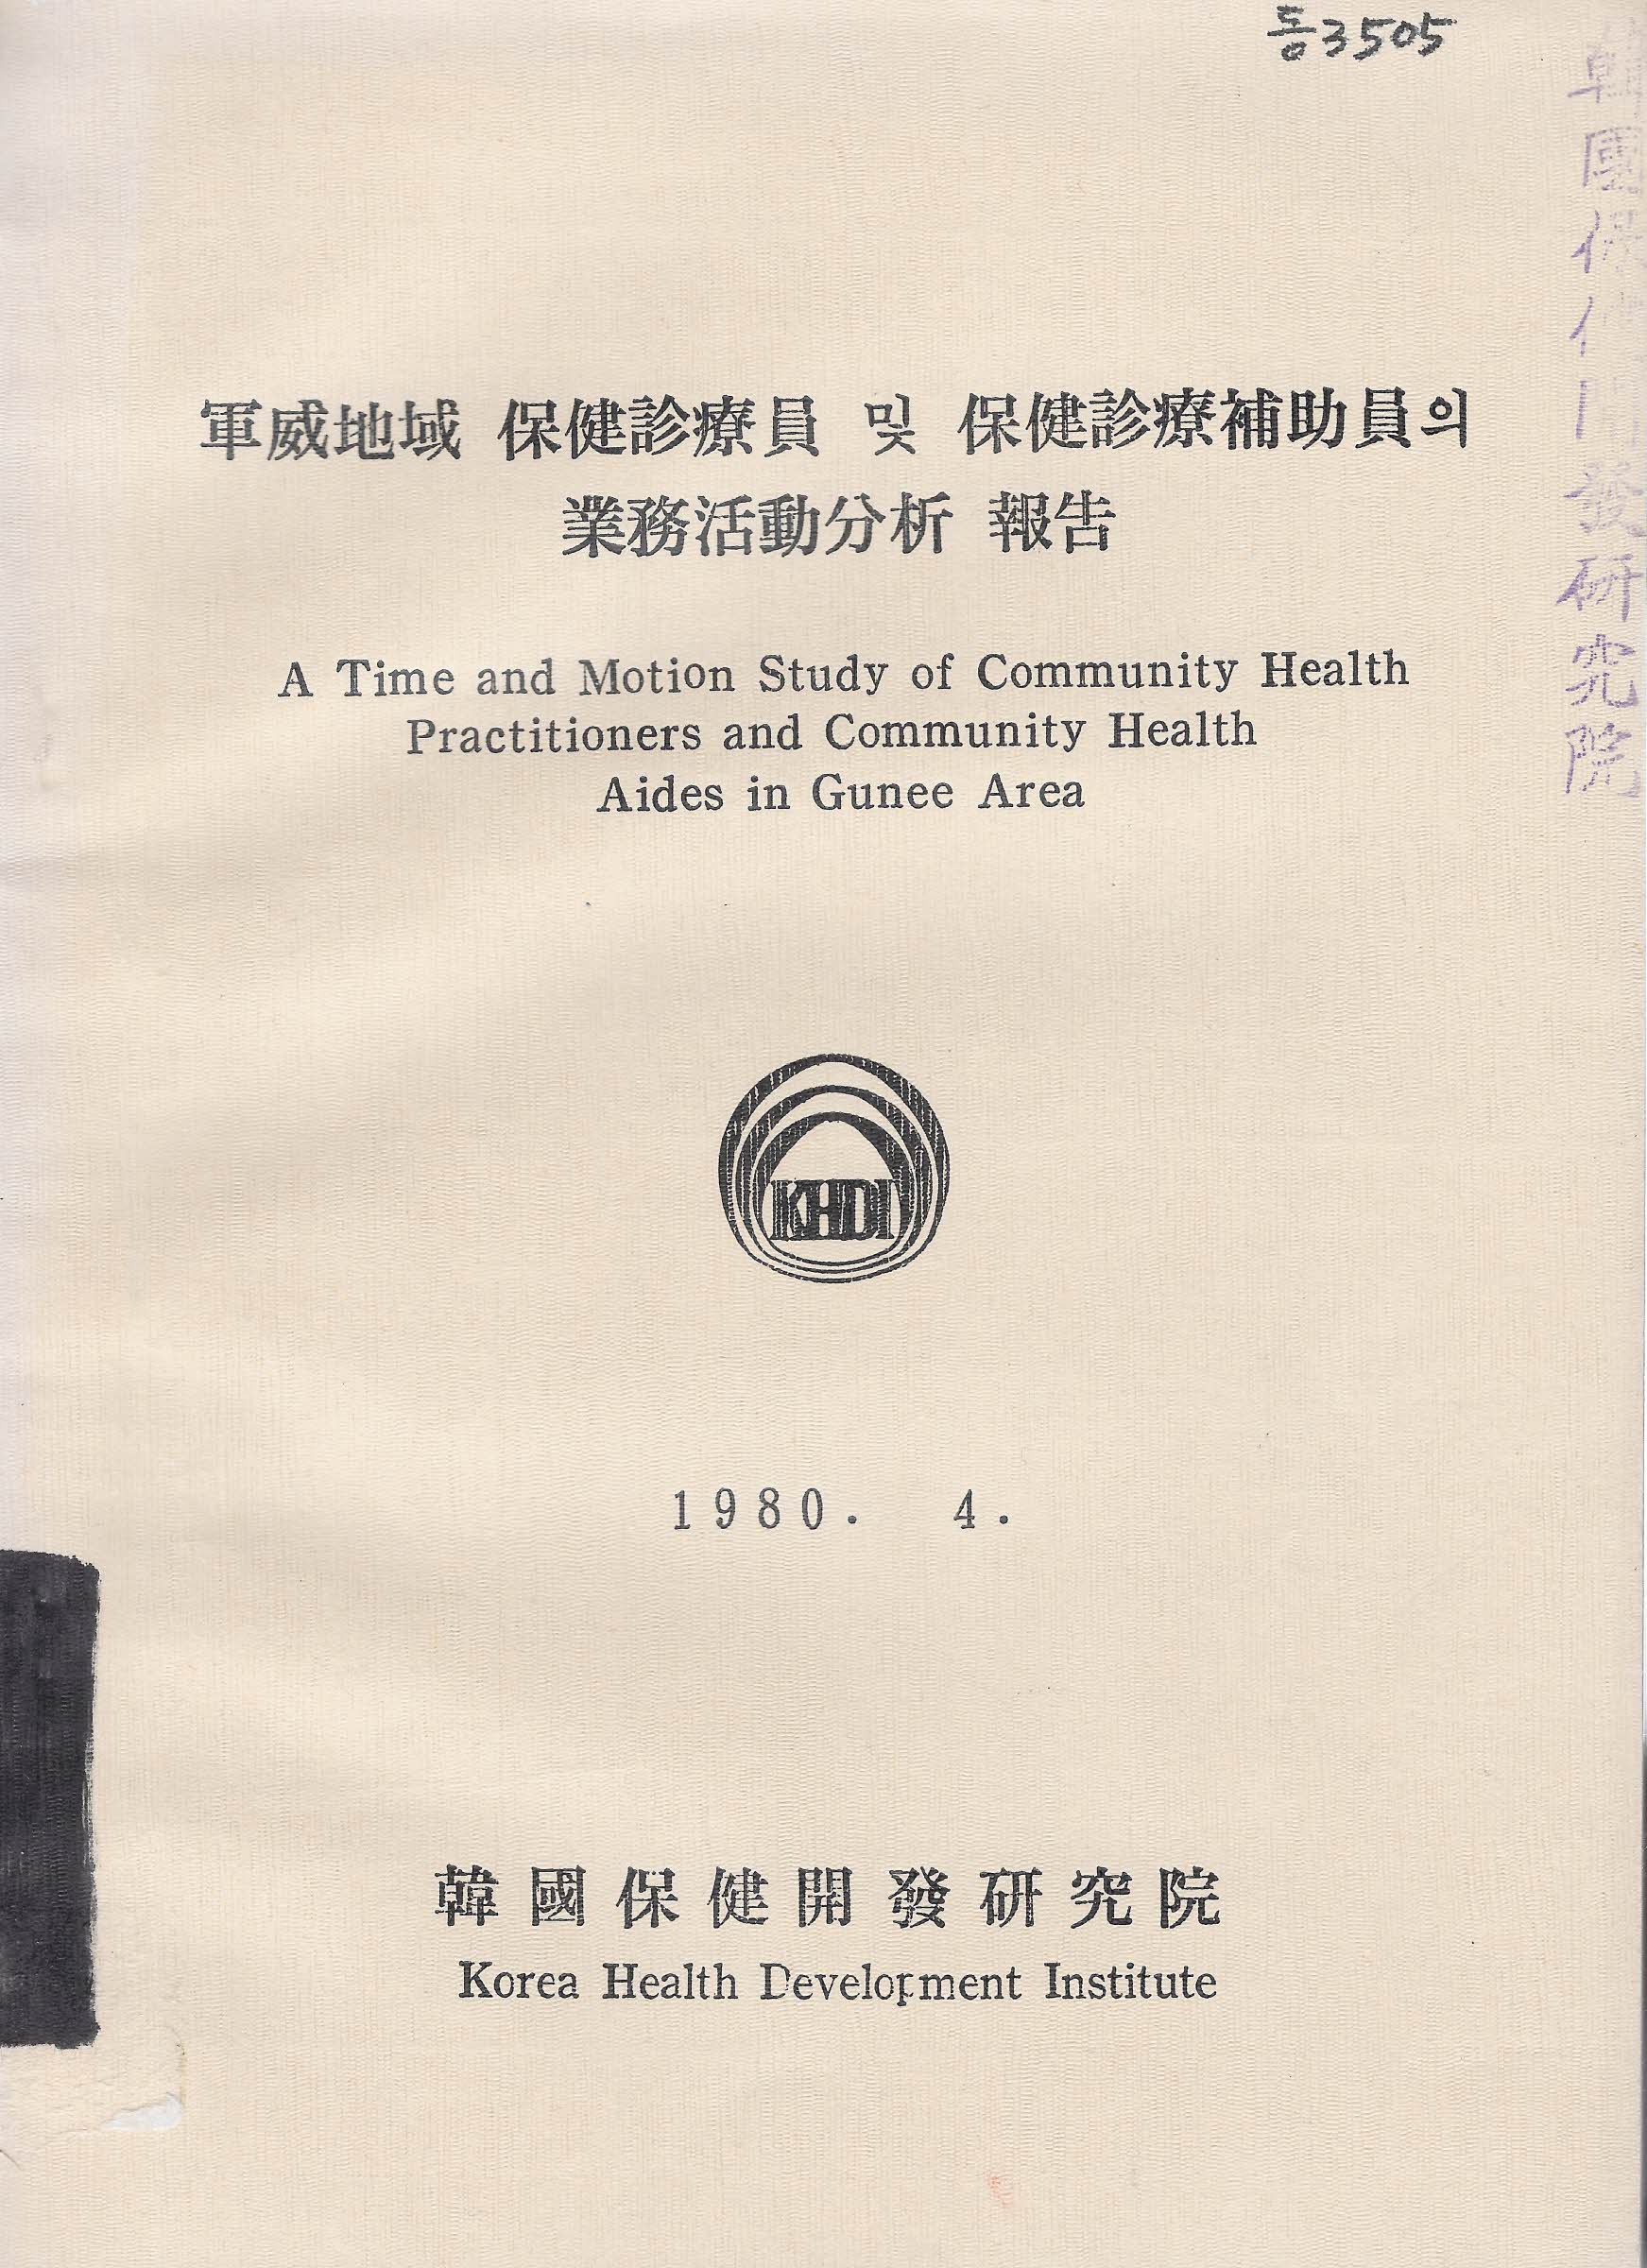 동3505
軍威地域 保健診療員 및 保健診療補助員의
業務活動分析 報告
A Time and Motion Study of Community Health
Practitioners and Community Health
Aides in Gunee Area
KHDI
1980. 4.
韓國保健開發研究院
Korea Health Development Institute
韓國保健開發研究院